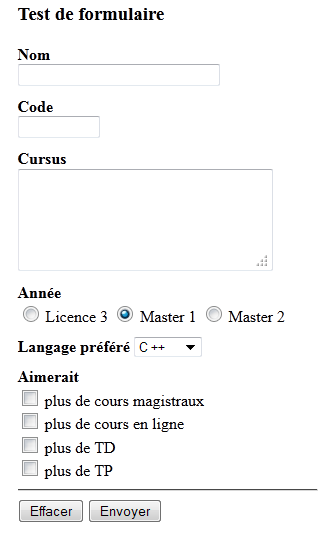 Test de formulaire
Nom
Code
Cursus
Année
Licence 3 Master 1 Master 2
Langage préféré C ++
Aimerait
plus de cours magistraux
plus de cours en ligne
plus de TD
plus de TP
Effacer Envoyer